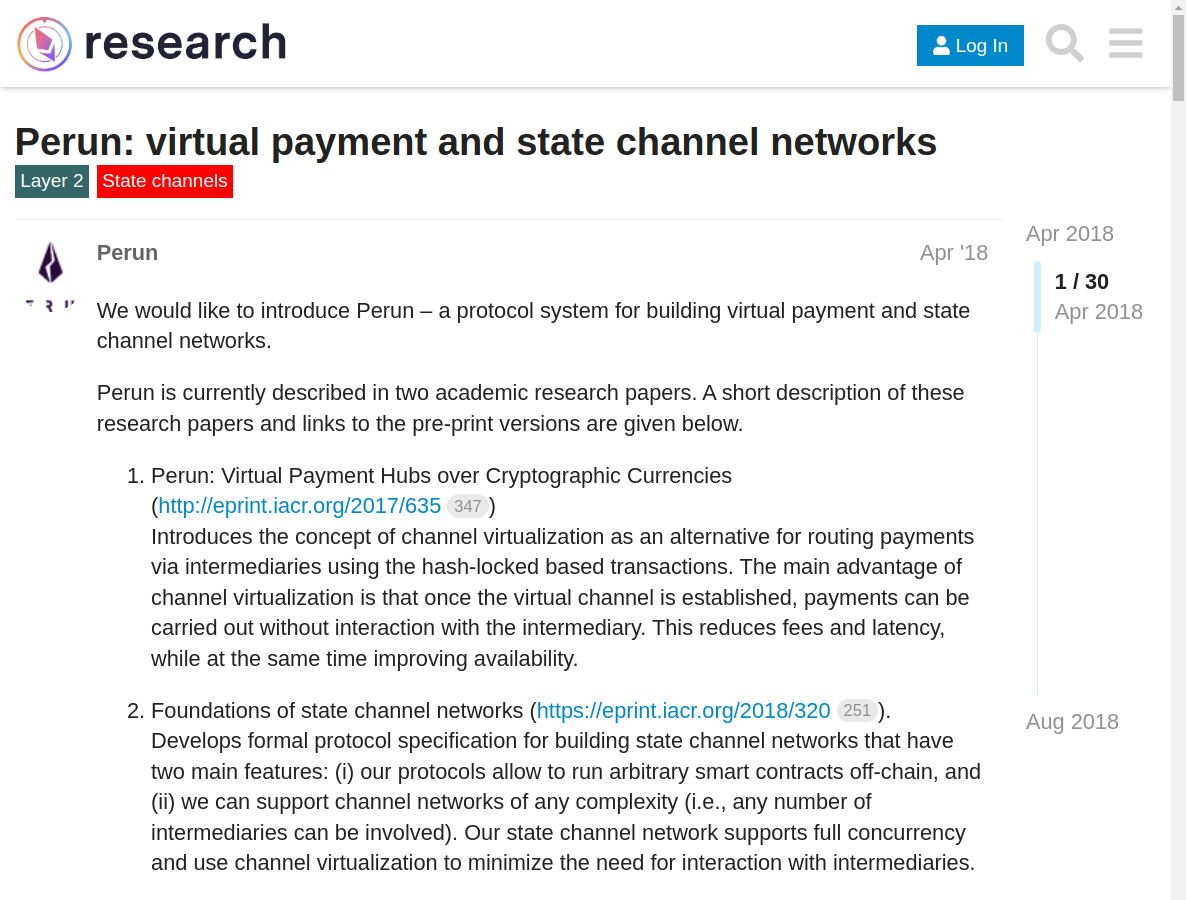 research
Log In
Perun: virtual payment and state channel networks
Layer 2 State channels
Apr 2018
Perun Apr '18
1 / 30
Apr 2018
We would like to introduce Perun – a protocol system for building virtual payment and state
channel networks.
Perun is currently described in two academic research papers. A short description of these
research papers and links to the pre-print versions are given below.
1. Perun: Virtual Payment Hubs over Cryptographic Currencies
(http://eprint.iacr.org/2017/635 347)
Introduces the concept of channel virtualization as an alternative for routing payments
via intermediaries using the hash-locked based transactions. The main advantage of
channel virtualization is that once the virtual channel is established, payments can be
carried out without interaction with the intermediary. This reduces fees and latency,
while at the same time improving availability.
2. Foundations of state channel networks (https://eprint.iacr.org/2018/320 251).
Develops formal protocol specification for building state channel networks that have
two main features: (i) our protocols allow to run arbitrary smart contracts off-chain, and
(ii) we can support channel networks of any complexity (i.e., any number of
intermediaries can be involved). Our state channel network supports full concurrency
and use channel virtualization to minimize the need for interaction with intermediaries.
Aug 2018